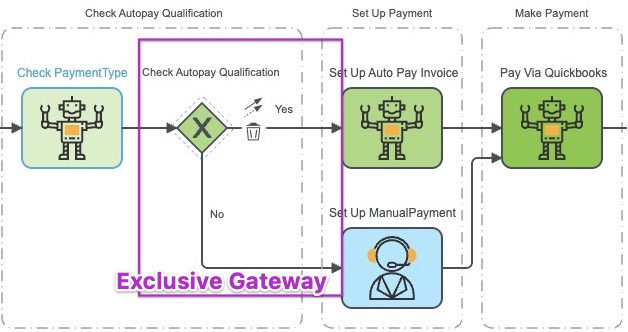 Check Autopay Qualification
Set Up Payment
Make Payment
Check PaymentType
Check Autopay Qualification
Set Up Auto Pay Invoice
Pay Via Quickbooks
X
Yes
No
Set Up ManualPayment
Exclusive Gateway